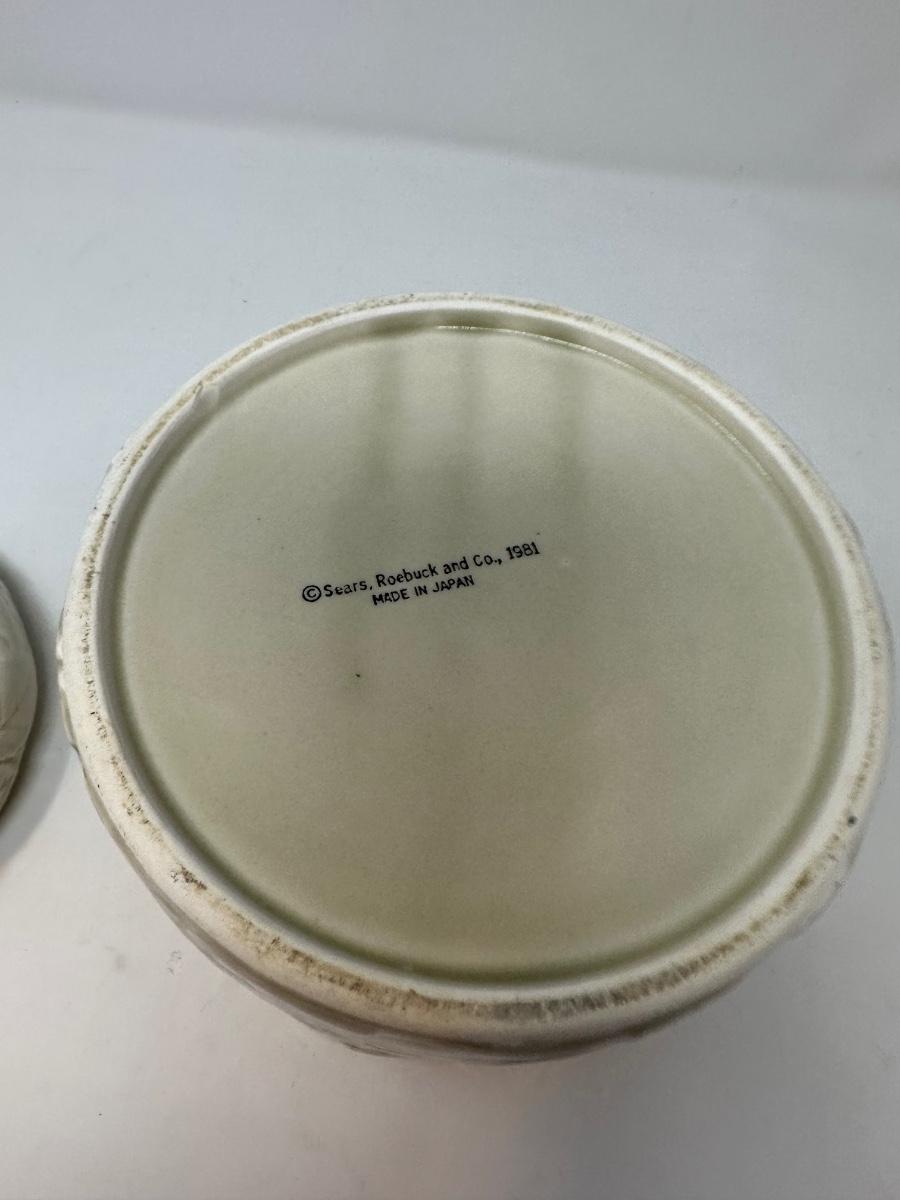 ©Sears, Roebuck and Co., 1981
MADE IN JAPAN